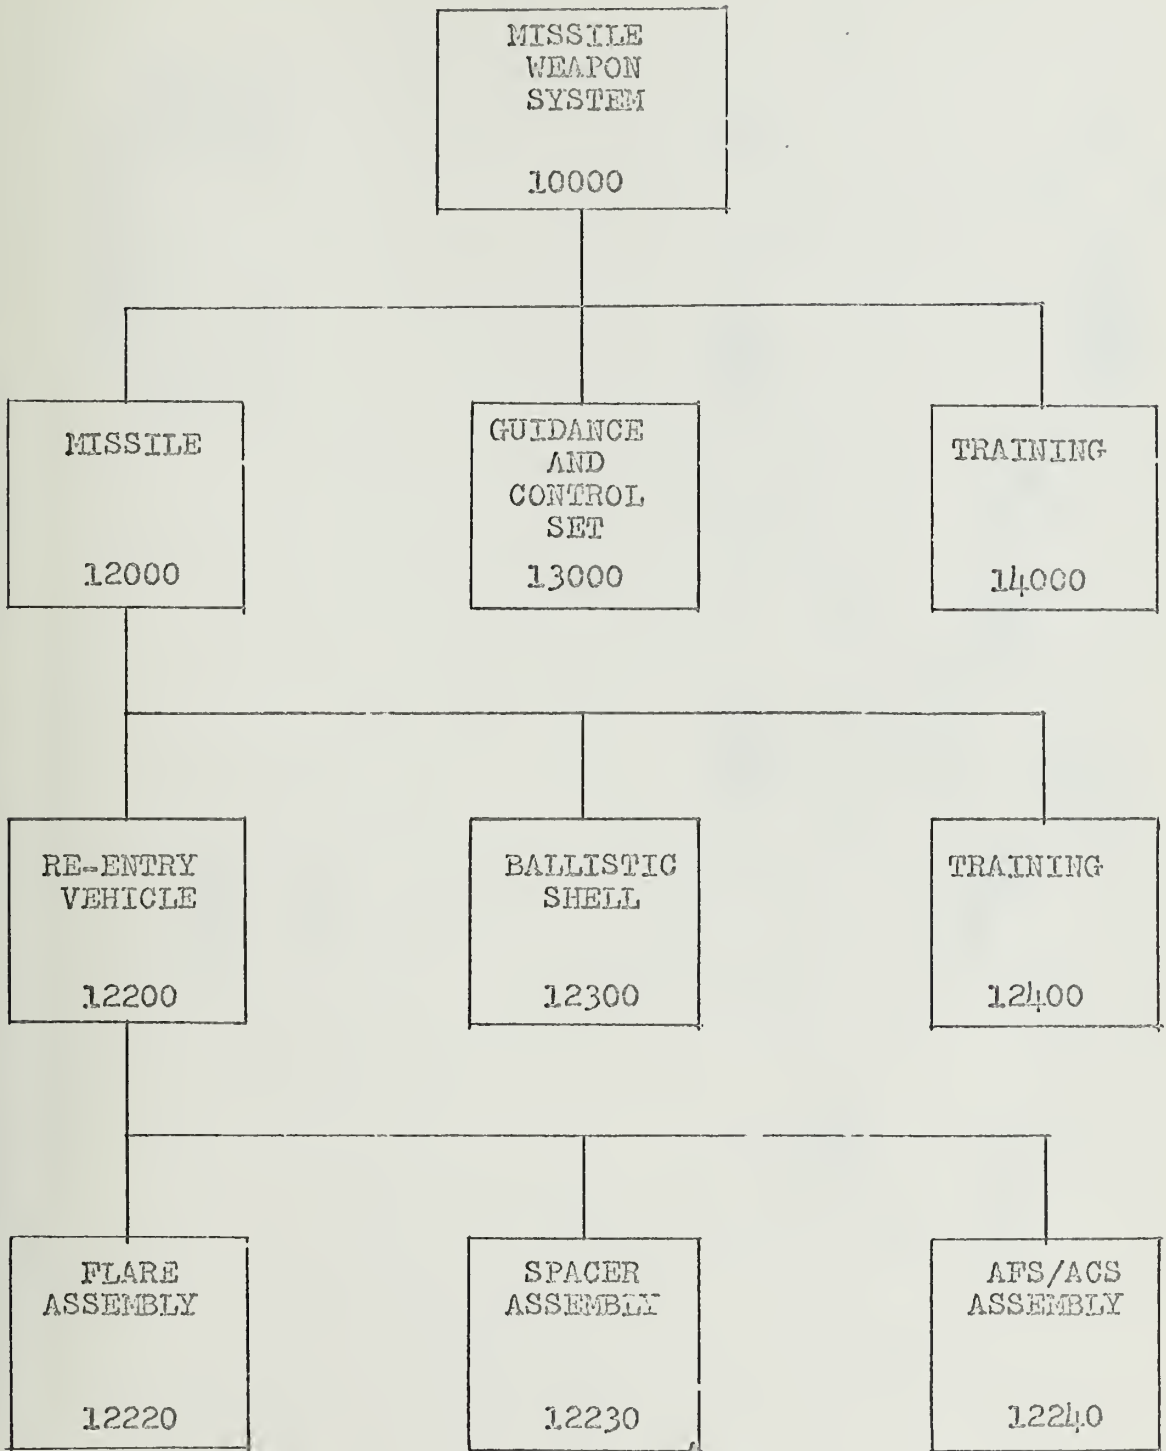 MISSILE
WEAPON
SYSTEM
10000
MISSILE
12000
GUIDANCE
AND
CONTROL
SET
13000
TRAINING
14000
RE-ENTRY
VEHICLE
12200
BALLISTIC
SHELL
12300
TRAINING
12400
FLARE
ASSEMBLY
12220
SPACER
ASSEMBLY
12230
AFS/ACS
ASSEMBLY
12240